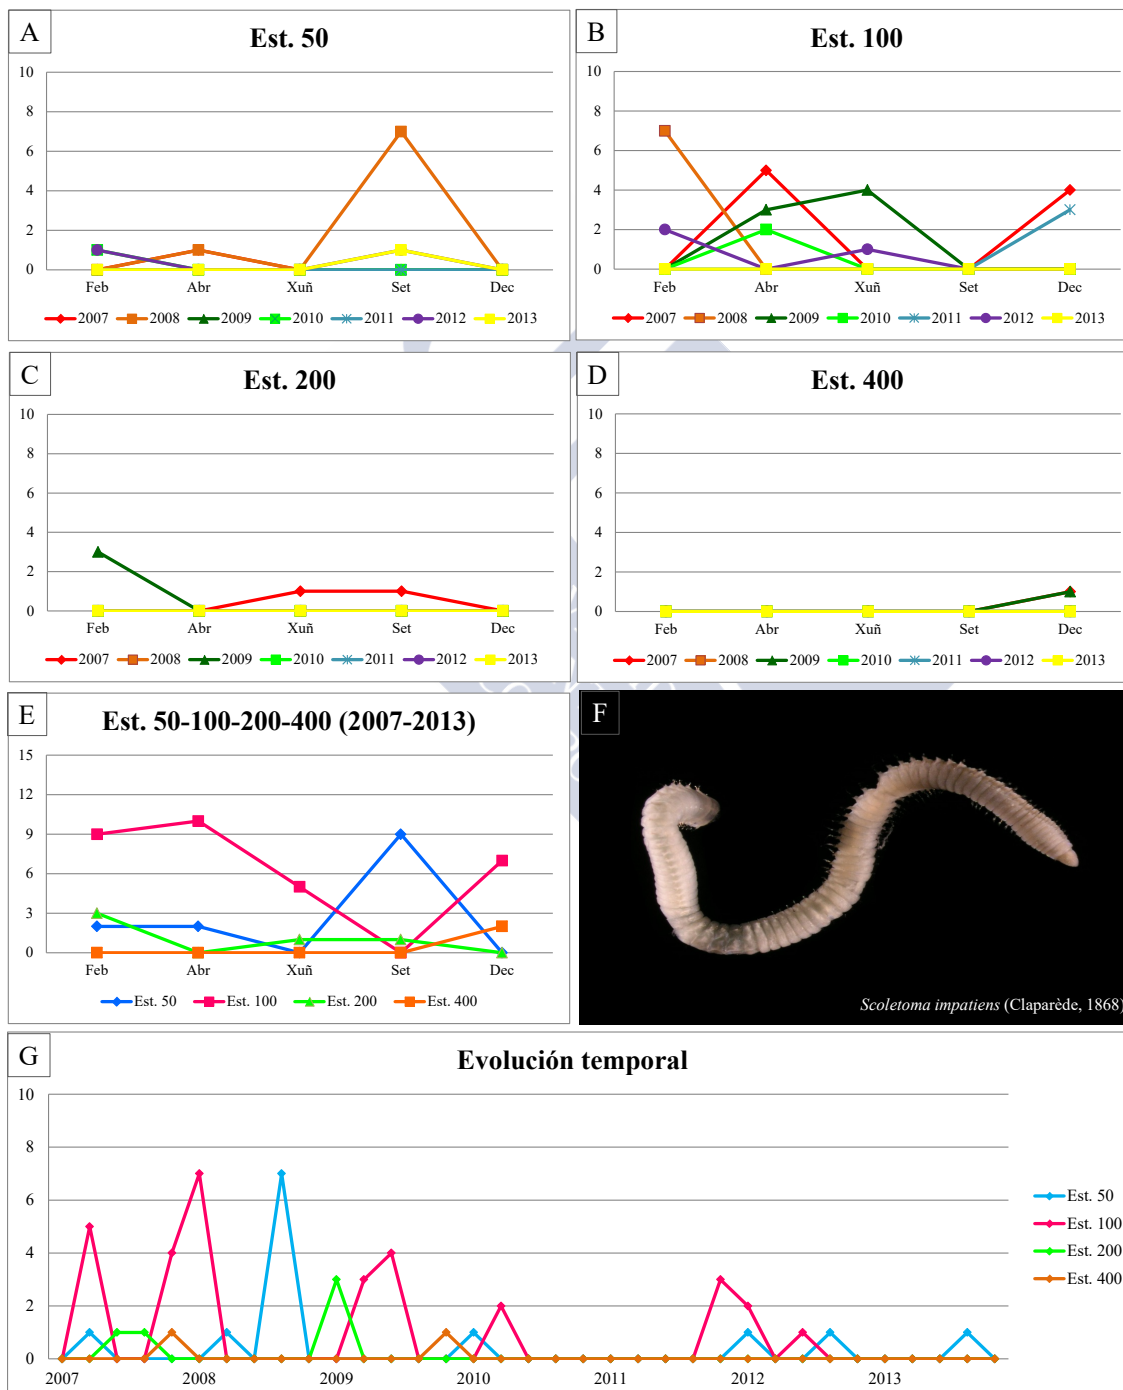 A
Est. 50
10
8
6
4
2
0
Feb Abr Xuñ Set Dec
2007 2008 2009 2010 2011 2012 2013
B
Est. 100
10
8
6
4
2
0
Feb Abr Xuñ Set Dec
2007 2008 2009 2010 2011 2012 2013
C
Est. 200
10
8
6
4
2
0
Feb Abr Xuñ Set Dec
2007 2008 2009 2010 2011 2012 2013
D
Est. 400
10
8
6
4
2
0
Feb Abr Xuñ Set Dec
2007 2008 2009 2010 2011 2012 2013
E
Est. 50-100-200-400 (2007-2013)
15
12
9
6
3
0
Feb Abr Xuñ Set Dec
Est. 50 Est. 100 Est. 200 Est. 400
F
Scoletoma impatiens (Claparède, 1868)
G
Evolución temporal
10
8
6
4
2
0
2007 2008 2009 2010 2011 2012 2013
Est. 50
Est. 100
Est. 200
Est. 400